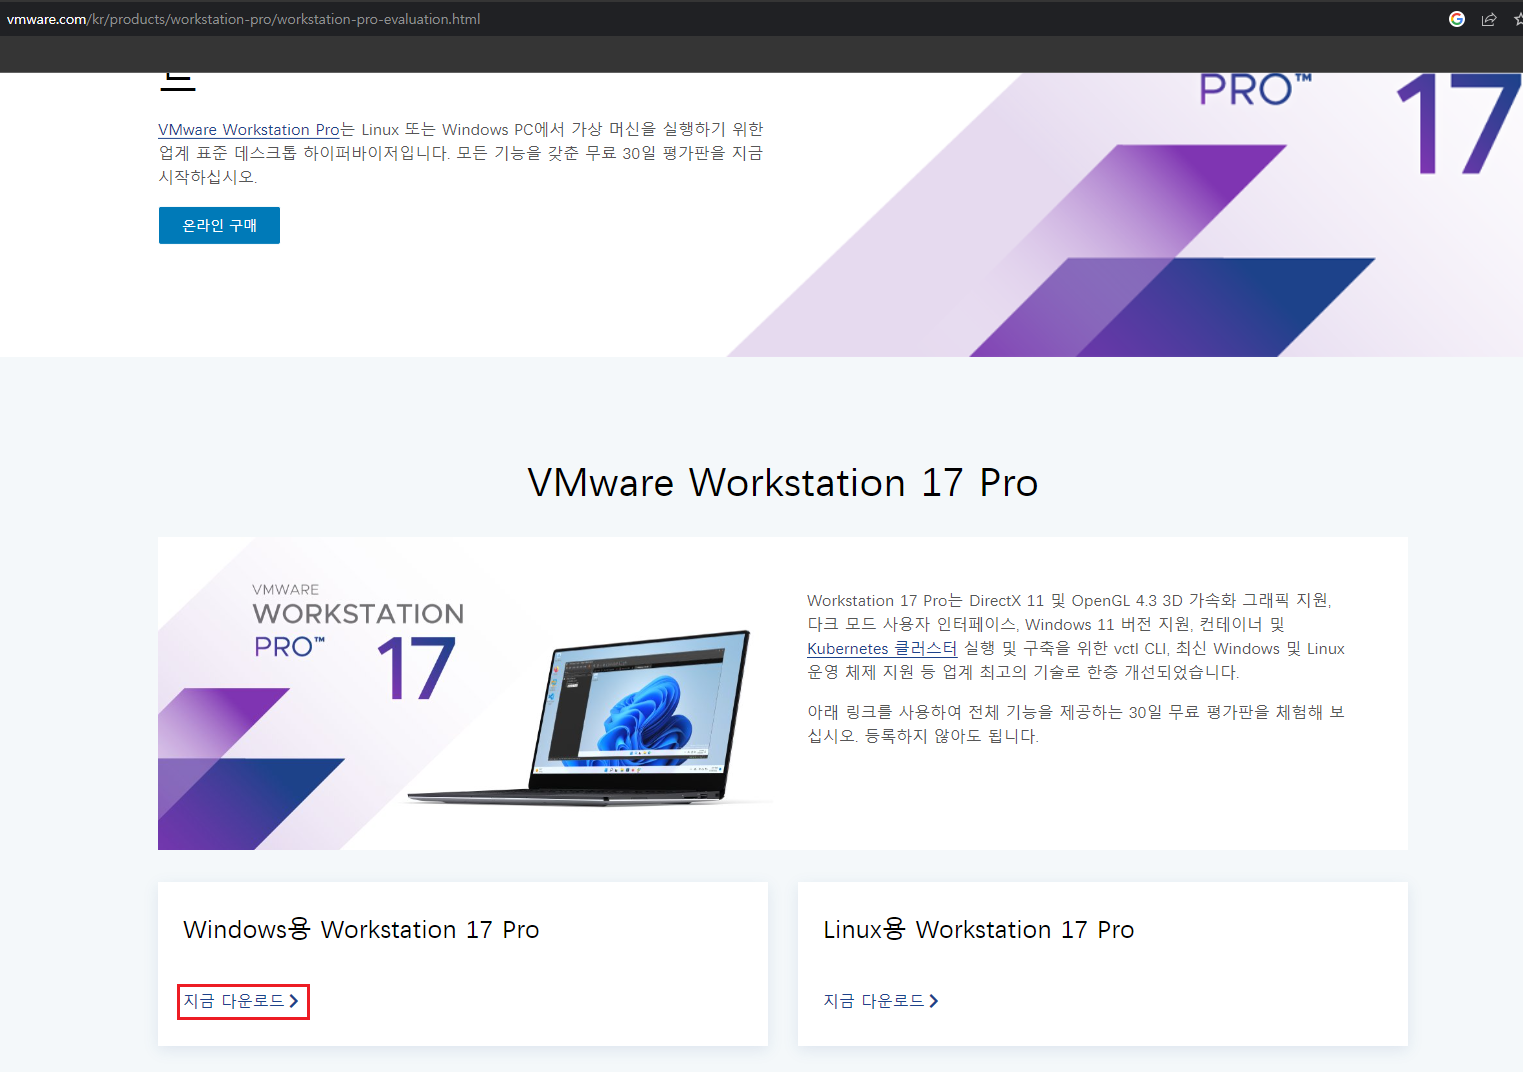 vmware.com/kr/products/workstation-pro/workstation-pro-evaluation.html
PRO™ 17
VMware Workstation Pro는 Linux 또는 Windows PC에서 가상 머신을 실행하기 위한
업계 표준 데스크톱 하이퍼바이저입니다. 모든 기능을 갖춘 무료 30일 평가판을 지금
시작하십시오.
온라인 구매
VMware Workstation 17 Pro
VMWARE
WORKSTATION
PRO™ 17
Workstation 17 Pro는 DirectX 11 및 OpenGL 4.3 3D 가속화 그래픽 지원,
다크 모드 사용자 인터페이스, Windows 11 버전 지원, 컨테이너 및
Kubernetes 클러스터 실행 및 구축을 위한 vctl CLI, 최신 Windows 및 Linux
운영 체제 지원 등 업계 최고의 기술로 한층 개선되었습니다.
아래 링크를 사용하여 전체 기능을 제공하는 30일 무료 평가판을 체험해 보
십시오. 등록하지 않아도 됩니다.
Windows용 Workstation 17 Pro
지금 다운로드
Linux용 Workstation 17 Pro
지금 다운로드